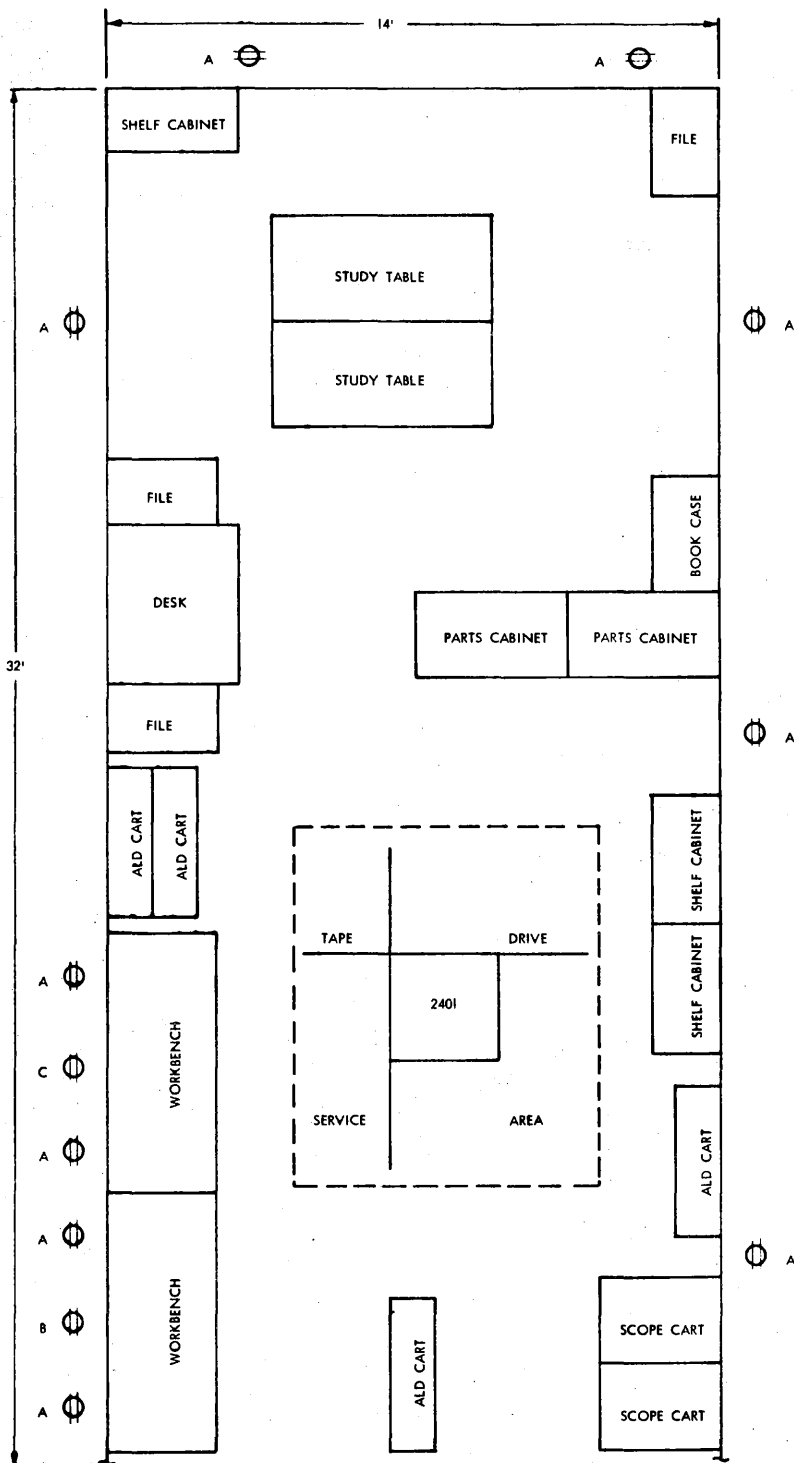 14'
A
A
SHELF CABINET
FILE
STUDY TABLE
A
A
STUDY TABLE
FILE
BOOK CASE
DESK
PARTS CABINET
PARTS CABINET
32'
FILE
A
ALD CART
ALD CART
SHELF CABINET
TAPE
DRIVE
A
2401
SHELF CABINET
WORKBENCH
C
SERVICE
AREA
A
ALD CART
A
A
WORKBENCH
B
ALD CART
SCOPE CART
A
SCOPE CART